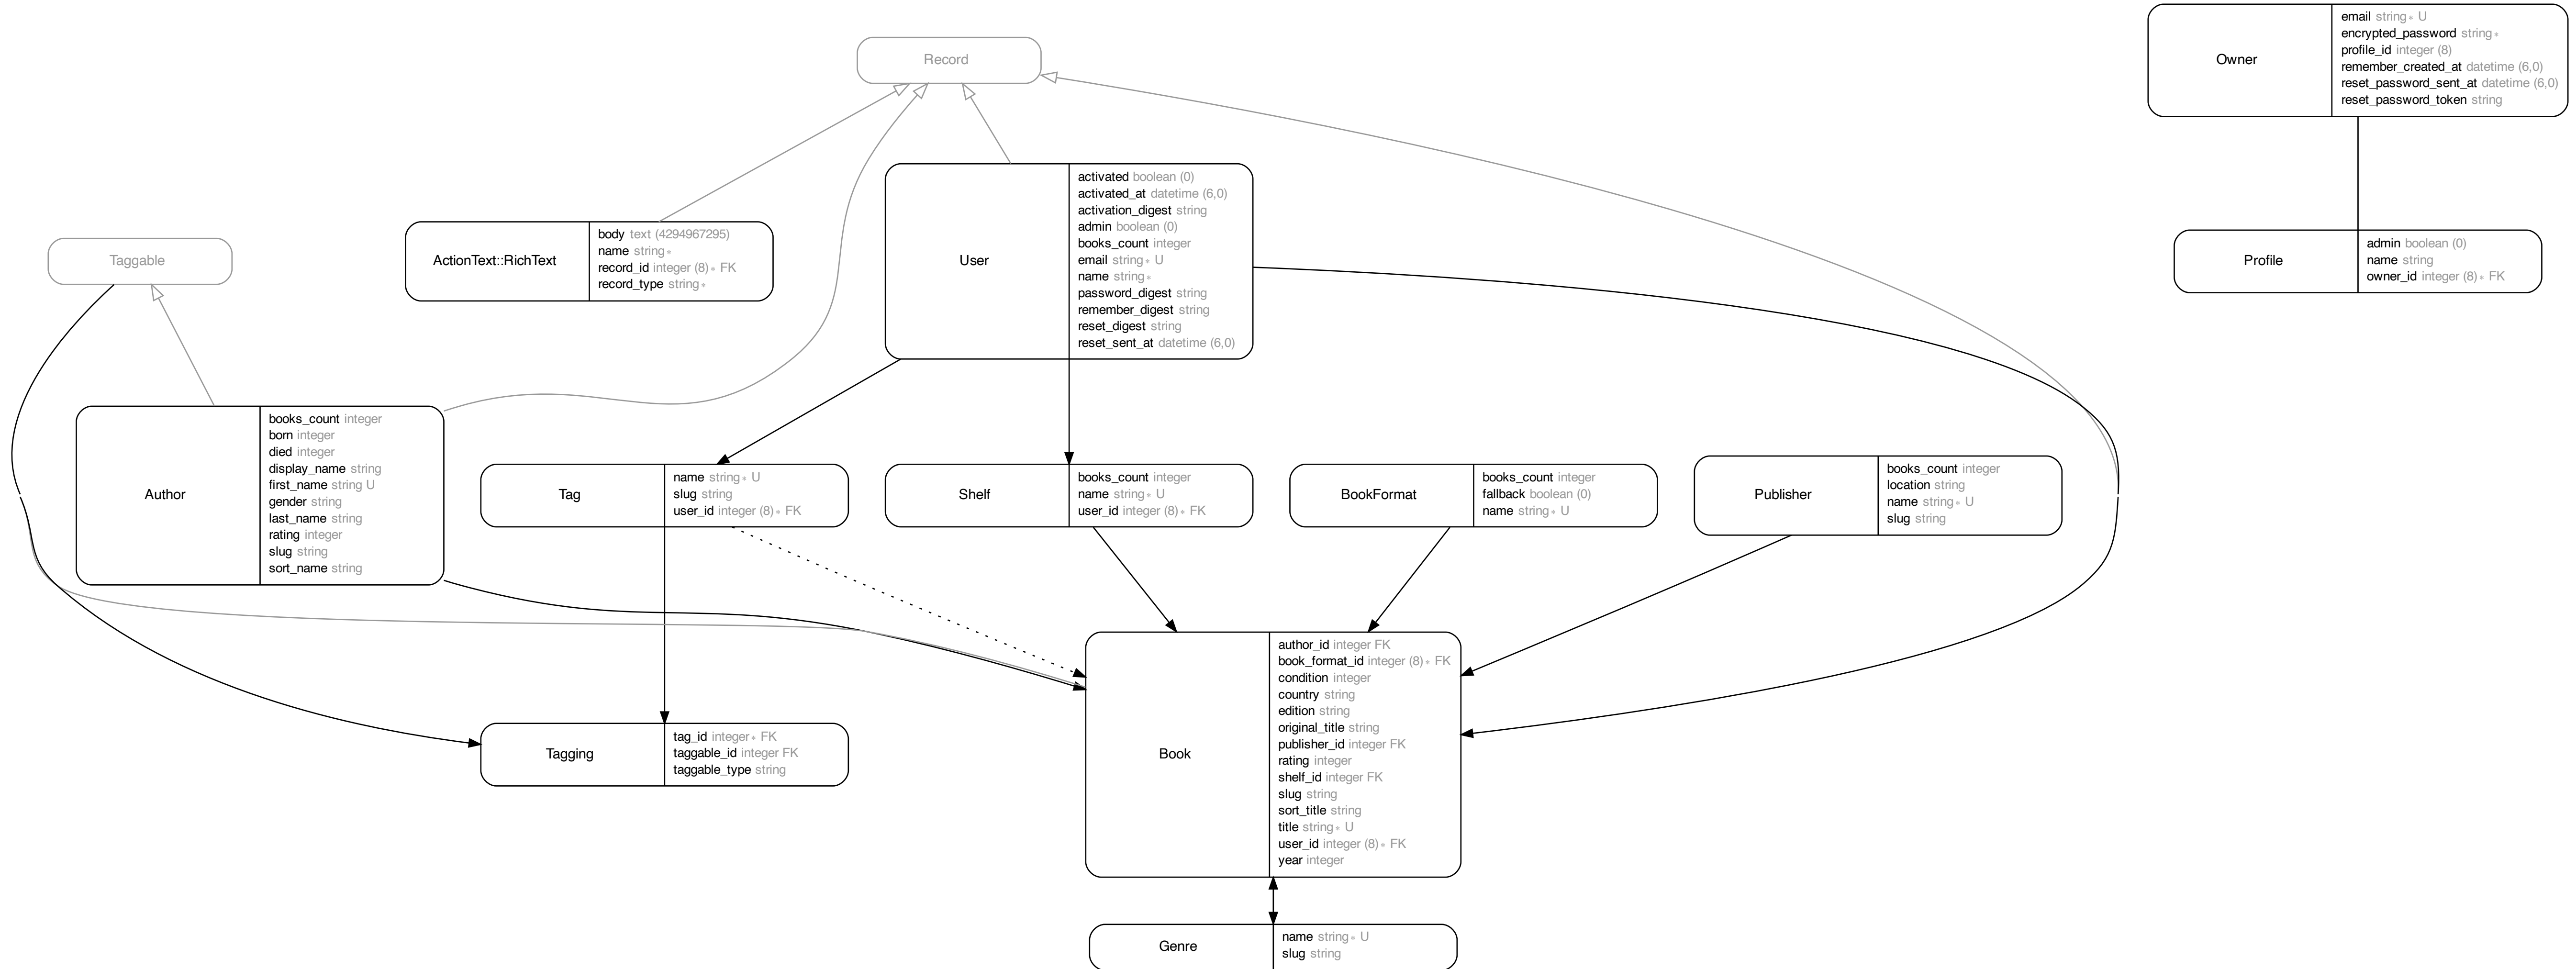 Record
Owner
email string∗ U
encrypted_password string∗
profile_id integer (8)
remember_created_at datetime (6,0)
reset_password_sent_at datetime (6,0)
reset_password_token string
User
activated boolean (0)
activated_at datetime (6,0)
activation_digest string
admin boolean (0)
books_count integer
email string∗ U
name string∗
password_digest string
remember_digest string
reset_digest string
reset_sent_at datetime (6,0)
ActionText::RichText
body text (4294967295)
name string∗
record_id integer (8)∗ FK
record_type string∗
Taggable
Profile
admin boolean (0)
name string
owner_id integer (8)∗ FK
Author
books_count integer
born integer
died integer
display_name string
first_name string U
gender string
last_name string
rating integer
slug string
sort_name string
Tag
name string∗ U
slug string
user_id integer (8)∗ FK
Shelf
books_count integer
name string∗ U
user_id integer (8)∗ FK
BookFormat
books_count integer
fallback boolean (0)
name string∗ U
Publisher
books_count integer
location string
name string∗ U
slug string
Tagging
tag_id integer∗ FK
taggable_id integer FK
taggable_type string
Book
author_id integer FK
book_format_id integer (8)∗ FK
condition integer
country string
edition string
original_title string
publisher_id integer FK
rating integer
shelf_id integer FK
slug string
sort_title string
title string∗ U
user_id integer (8)∗ FK
year integer
Genre
name string∗ U
slug string